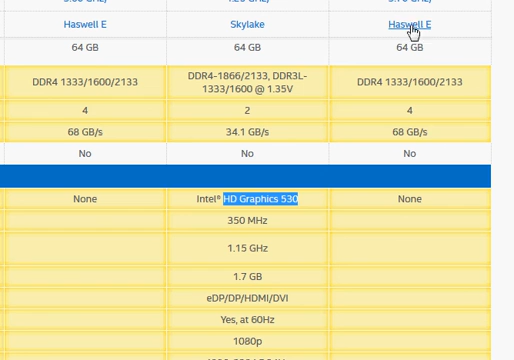 Haswell E Skylake Haswell E
64 GB 64 GB 64 GB
DDR4 1333/1600/2133 DDR4-1866/2133, DDR3L-1333/1600 @ 1.35V DDR4 1333/1600/2133
4 2 4
68 GB/s 34.1 GB/s 68 GB/s
No No No
None Intel® HD Graphics 530 None
350 MHz
1.15 GHz
1.7 GB
eDP/DP/HDMI/DVI
Yes, at 60Hz
1080p